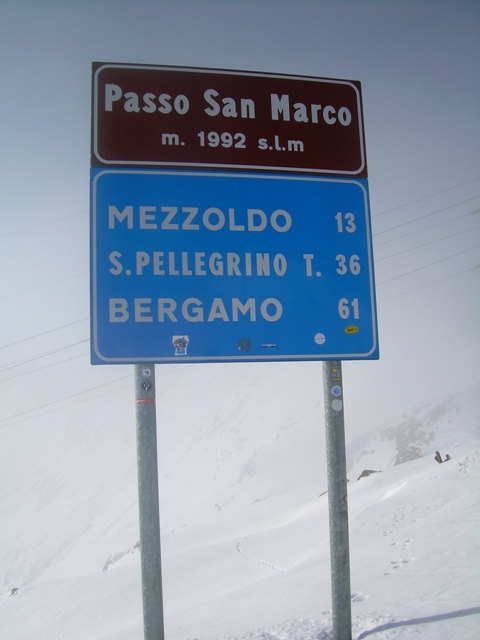 Passo San Marco
m. 1992 s.l.m
MEZZOLDO 13
S.PELLEGRINO T. 36
BERGAMO 61